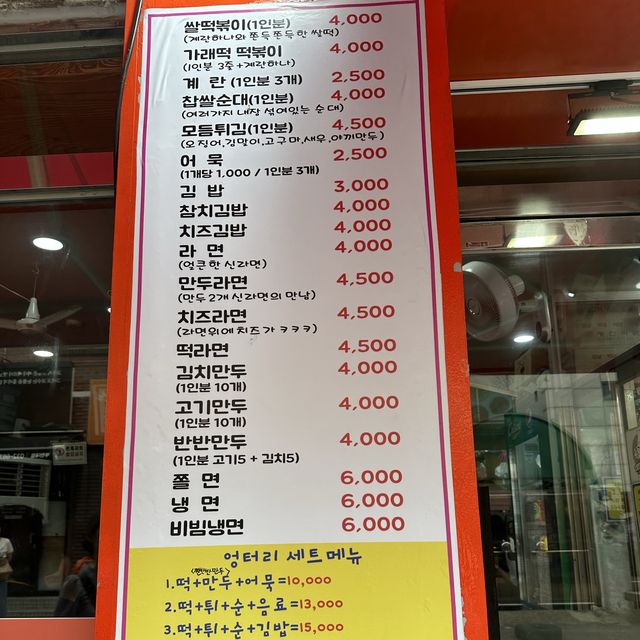 쌀떡볶이(1인분) 4,000
(계란하나와 쫀득쫀득한 쌀떡)
가래떡 떡볶이 4,000
(1인분 3줄+계란하나)
계 란 (1인분 3개) 2,500
찹쌀순대(1인분) 4,000
(여러가지 내장 섞어있는 순대)
모듬튀김(1인분) 4,500
(오징어,김말이,고구마,새우,야끼만두)
어 묵 2,500
(1개당 1,000 / 1인분 3개)
김 밥 3,000
참치김밥 4,000
치즈김밥 4,000
라 면 4,000
(얼큰한 신라면)
만두라면 4,500
(만두2개 신라면의 만남)
치즈라면 4,500
(라면위에 치즈가 ㅋㅋㅋ)
떡라면 4,500
김치만두 4,000
(1인분 10개)
고기만두 4,000
(1인분 10개)
반반만두 4,000
(1인분 고기5 + 김치5)
쫄 면 6,000
냉 면 6,000
비빔냉면 6,000
엉터리 세트메뉴
1.떡+만두+어묵=10,000
2.떡+튀+순+음료=13,000
3.떡+튀+순+김밥=15,000